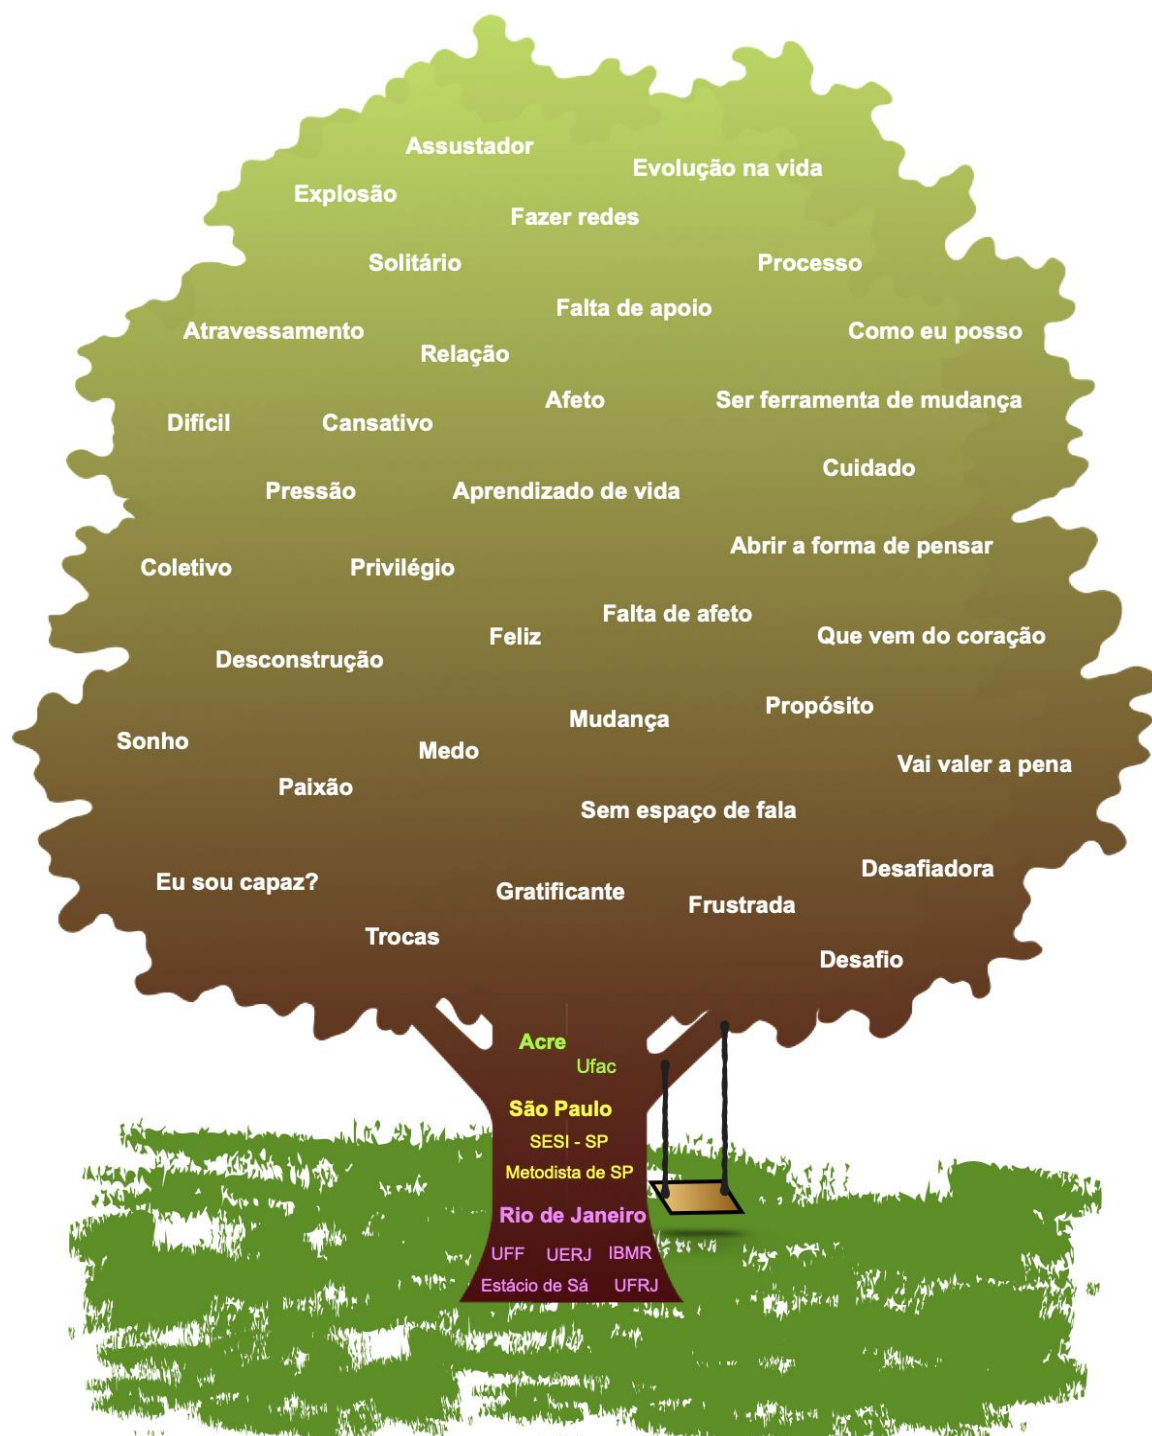 Assustador
Evolução na vida
Explosão
Fazer redes
Solitário
Processo
Falta de apoio
Atravessamento
Como eu posso
Relação
Afeto
Ser ferramenta de mudança
Difícil
Cansativo
Cuidado
Pressão
Aprendizado de vida
Abrir a forma de pensar
Coletivo
Privilégio
Falta de afeto
Feliz
Que vem do coração
Desconstrução
Propósito
Mudança
Sonho
Medo
Vai valer a pena
Paixão
Sem espaço de fala
Desafiadora
Eu sou capaz?
Gratificante
Frustrada
Trocas
Desafio
Acre
Ufac
São Paulo
SESI - SP
Metodista de SP
Rio de Janeiro
UFF UERJ IBMR
Estácio de Sá UFRJ